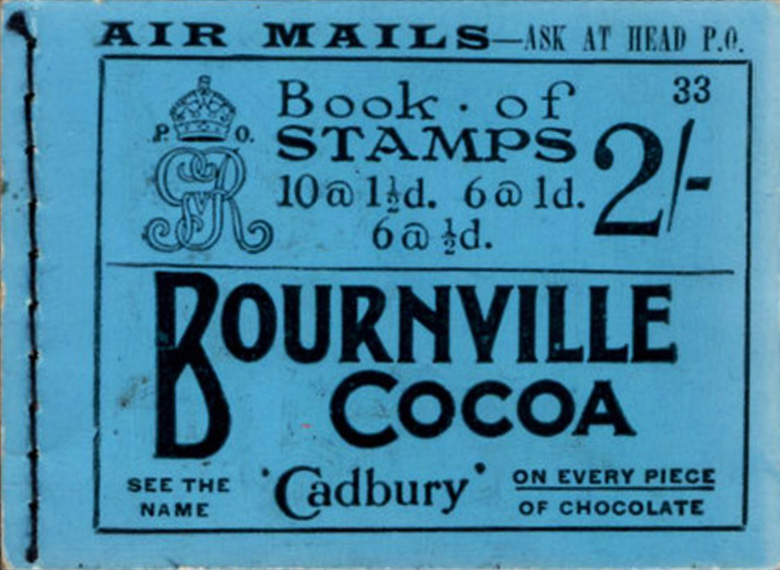 AIR MAILS—ASK AT HEAD P.O.
33
P. O.
GVR
Book · of
STAMPS
10@1½d. 6@1d.
6@½d.
2/-
BOURNVILLE
COCOA
SEE THE
NAME
'Cadbury'
ON EVERY PIECE
OF CHOCOLATE